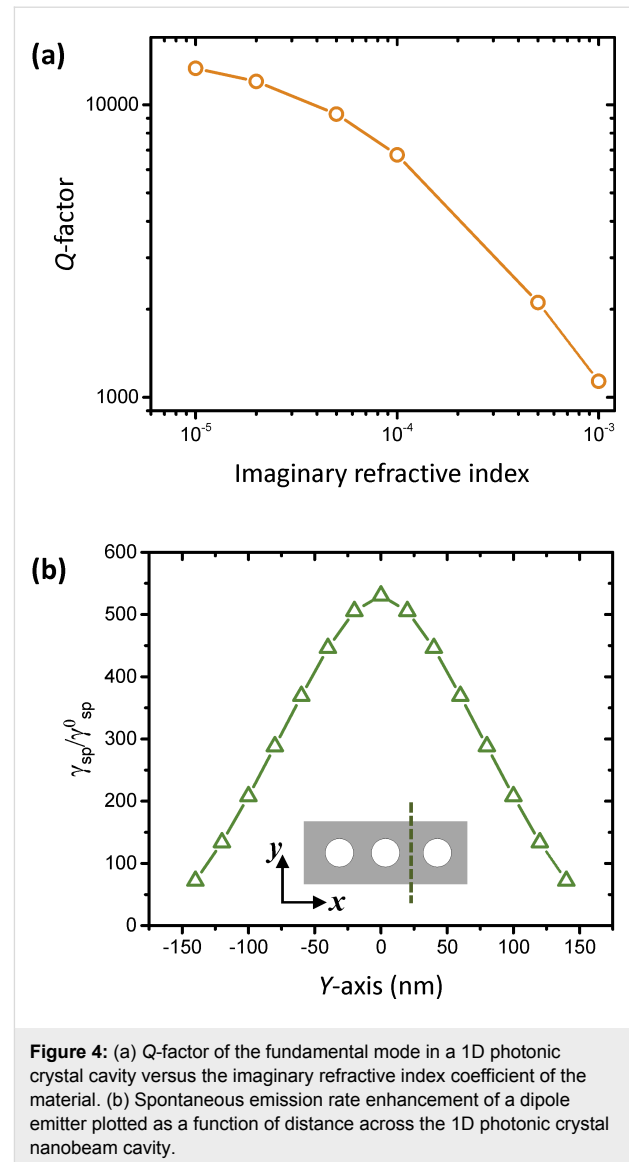 (a)
10000
1000
Q-factor
10⁻⁵ 10⁻⁴ 10⁻³
Imaginary refractive index
(b)
600
500
400
300
200
100
0
γsp/γ⁰sp
y
x
-150 -100 -50 0 50 100 150
Y-axis (nm)
Figure 4: (a) Q-factor of the fundamental mode in a 1D photonic
crystal cavity versus the imaginary refractive index coefficient of the
material. (b) Spontaneous emission rate enhancement of a dipole
emitter plotted as a function of distance across the 1D photonic crystal
nanobeam cavity.